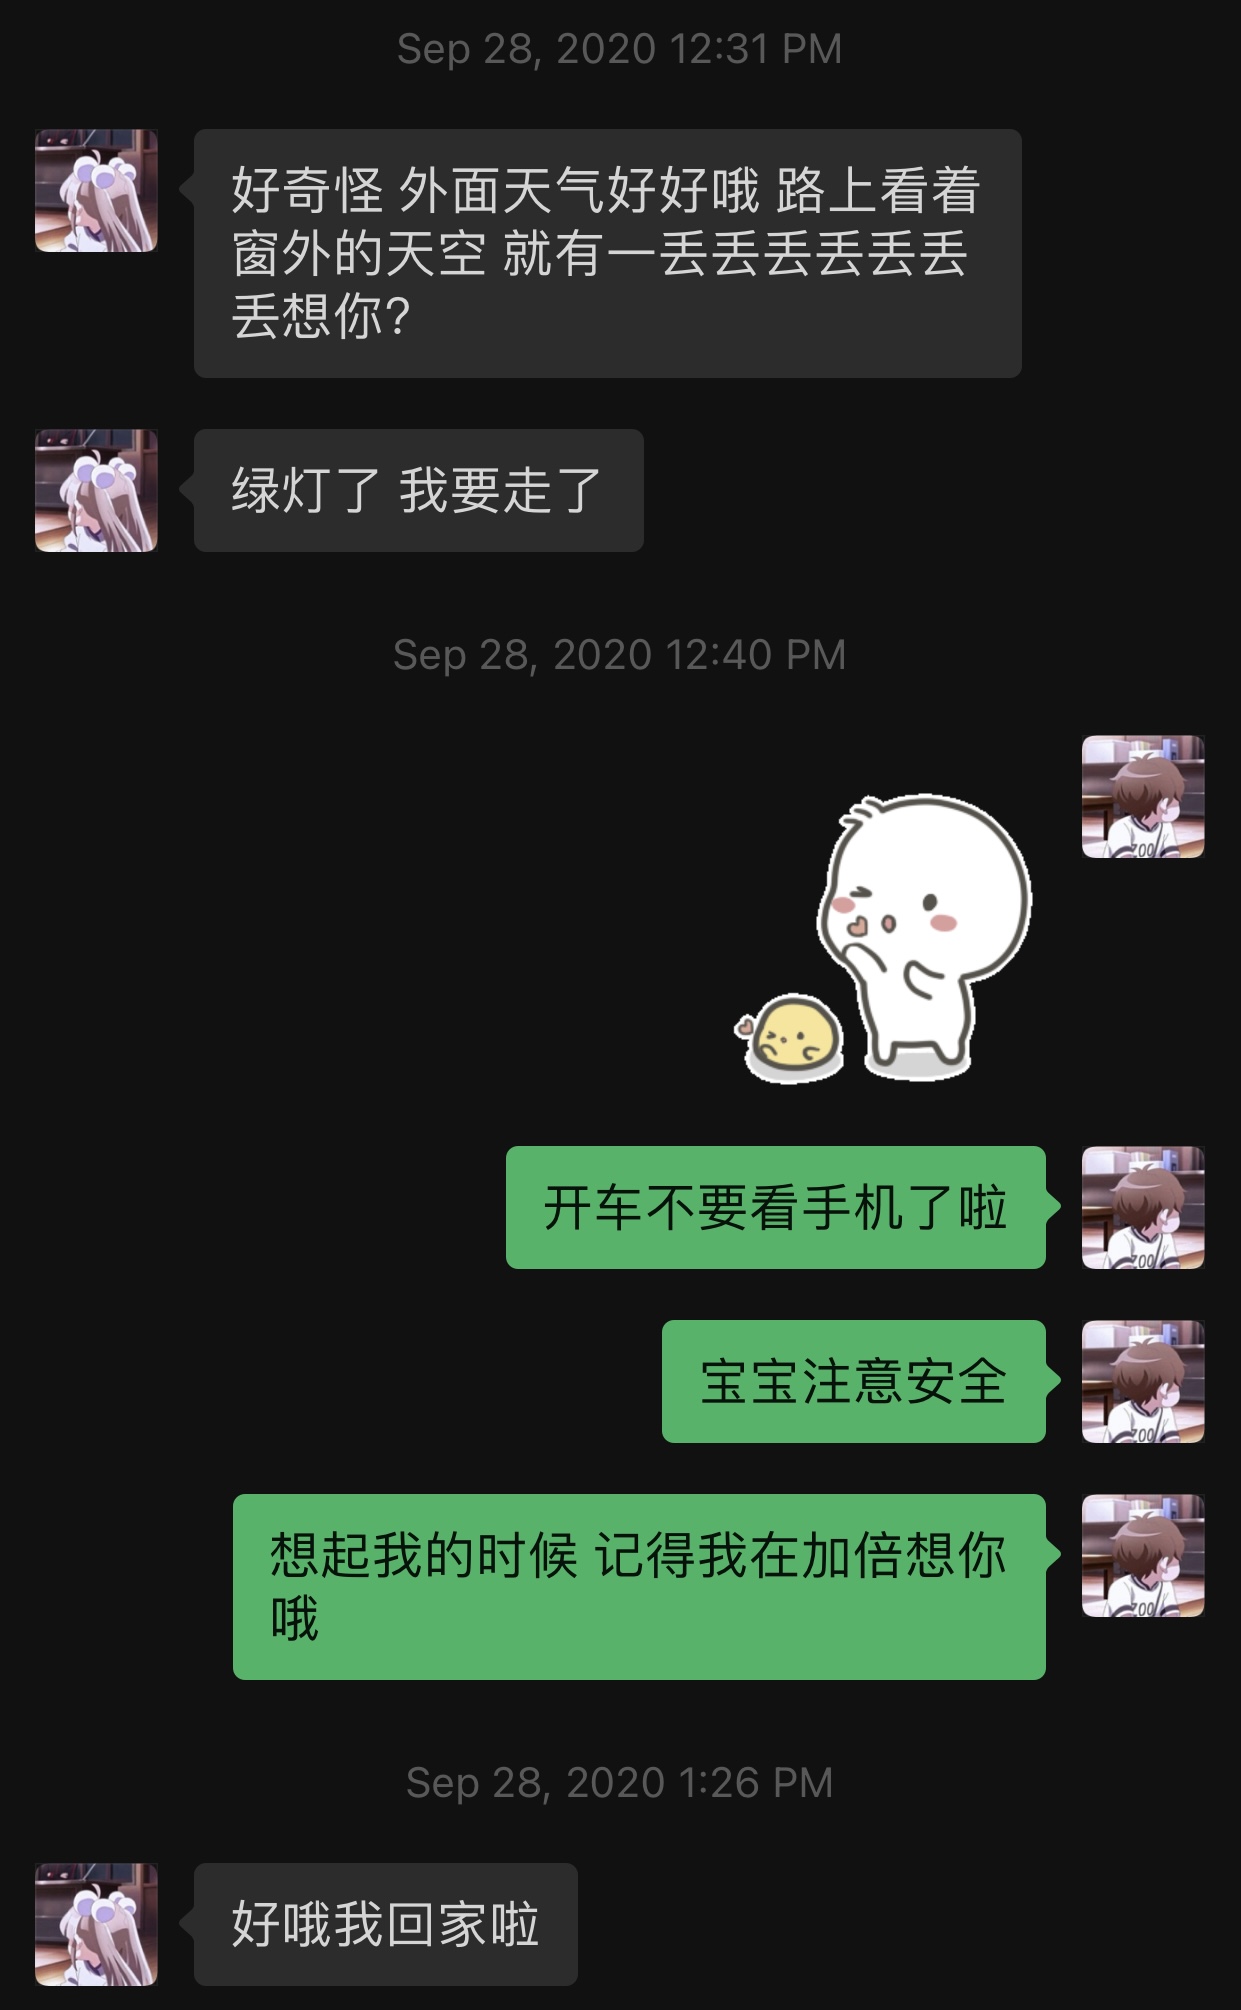 Sep 28, 2020 12:31 PM
好奇怪 外面天气好好哦 路上看着
窗外的天空 就有一丢丢丢丢丢丢
丢想你?
绿灯了 我要走了
Sep 28, 2020 12:40 PM
开车不要看手机了啦
宝宝注意安全
想起我的时候 记得我在加倍想你
哦
Sep 28, 2020 1:26 PM
好哦我回家啦